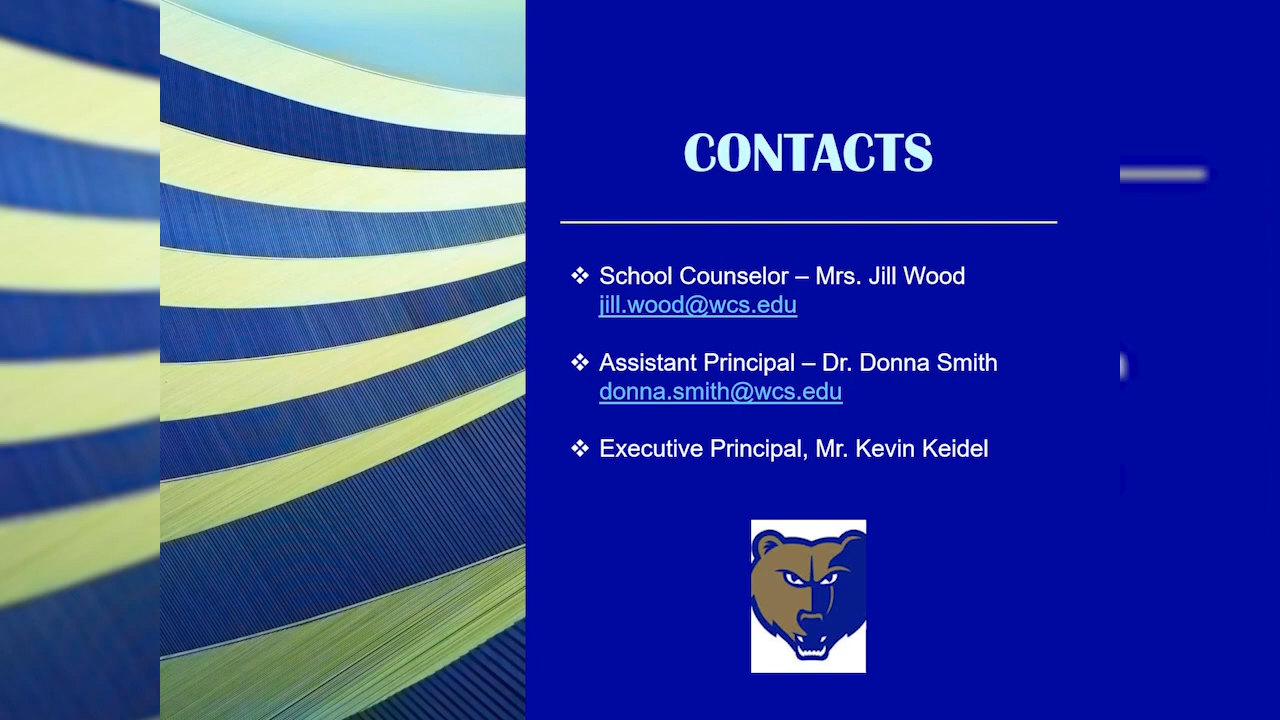 CONTACTS
❖ School Counselor – Mrs. Jill Wood
jill.wood@wcs.edu
❖ Assistant Principal – Dr. Donna Smith
donna.smith@wcs.edu
❖ Executive Principal, Mr. Kevin Keidel